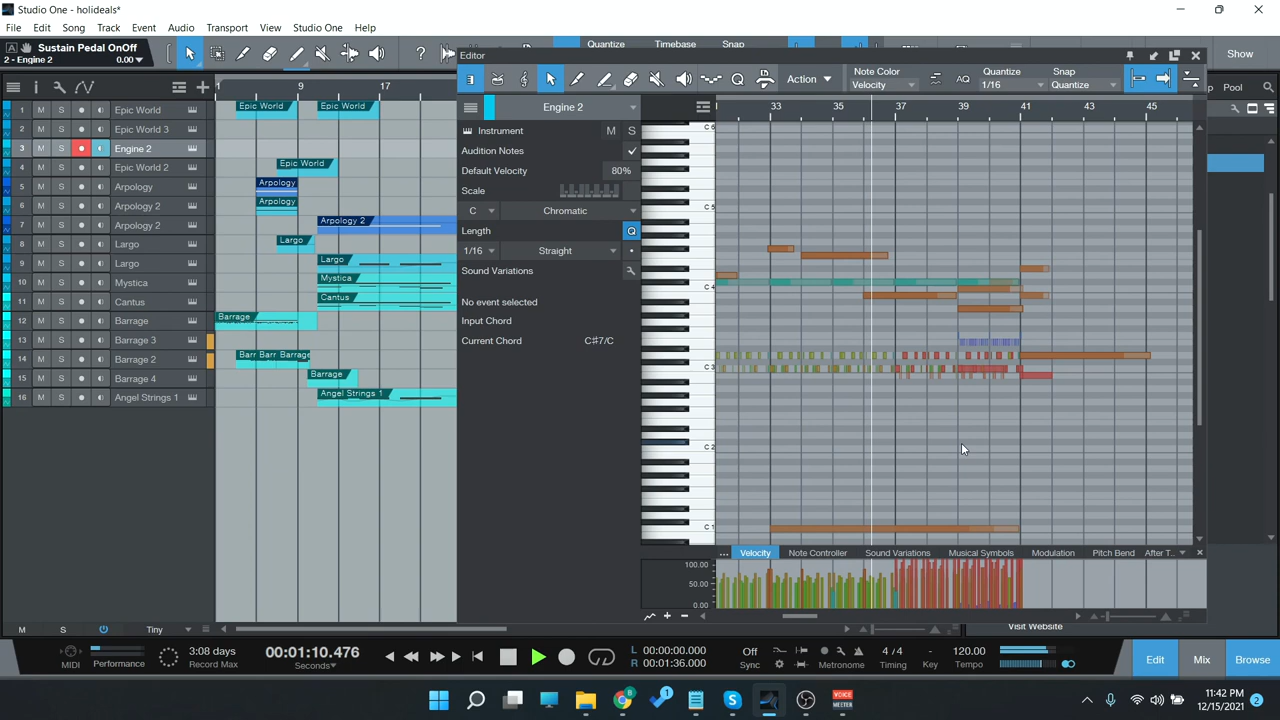 Studio One - holideals*
File Edit Song Track Event Audio Transport View Studio One Help
A Sustain Pedal OnOff
2 - Engine 2 0.00
Quantize Timebase Snap
Show
Editor
Action
Note Color
Velocity
AQ
Quantize
1/16
Snap
Quantize
Pool
1 9 17
1 M S Epic World
2 M S Epic World 3
3 M S Engine 2
4 M S Epic World 2
5 M S Arpology
6 M S Arpology 2
7 M S Arpology 2
8 M S Largo
9 M S Largo
10 M S Mystica
11 M S Cantus
12 M S Barrage
13 M S Barrage 3
14 M S Barrage 2
15 M S Barrage 4
16 M S Angel Strings 1
Epic World Epic World
Epic World
Arpology
Arpology
Arpology 2
Largo
Largo
Mystica
Cantus
Barrage
Barr Barr Barrage
Barrage
Angel Strings 1
Engine 2
Instrument M S
Audition Notes
Default Velocity 80%
Scale
C Chromatic
Length Q
1/16 Straight
Sound Variations
No event selected
Input Chord
Current Chord C#7/C
33 35 37 39 41 43 45
C 6
C 5
C 4
C 3
C 2
C 1
... Velocity Note Controller Sound Variations Musical Symbols Modulation Pitch Bend After T...
100.00
50.00
0.00
Visit Website
M S Tiny
MIDI
Performance
3:08 days
Record Max
00:01:10.476
Seconds
L 00:00:00.000
R 00:01:36.000
Off
Sync
Metronome
4 / 4
Timing
-
Key
120.00
Tempo
Edit Mix Browse
VOICE
MEETER
11:42 PM
12/15/2021
2